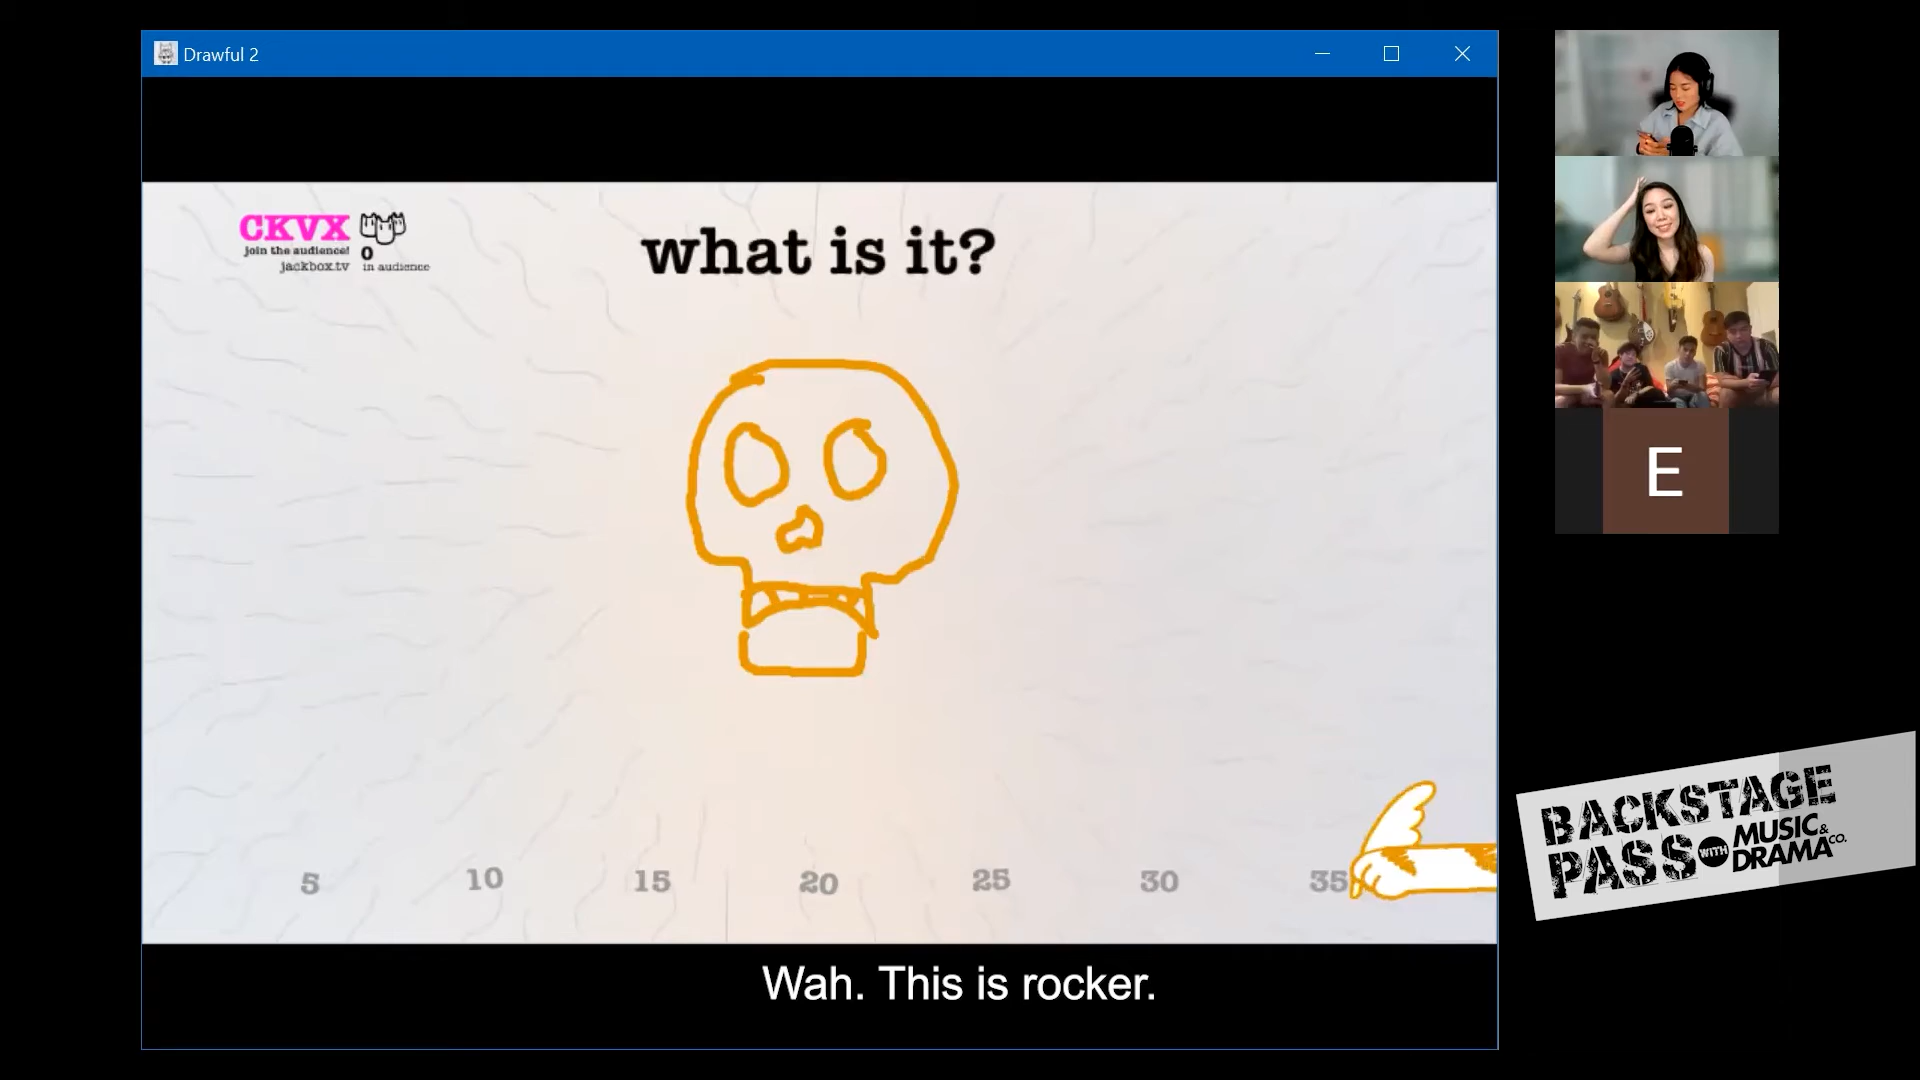 Drawful 2
CKVX
join the audience!
jackbox.tv
0
in audience
what is it?
5 10 15 20 25 30 35
Wah. This is rocker.
E
BACKSTAGE
PASS WITH MUSIC & DRAMA CO.